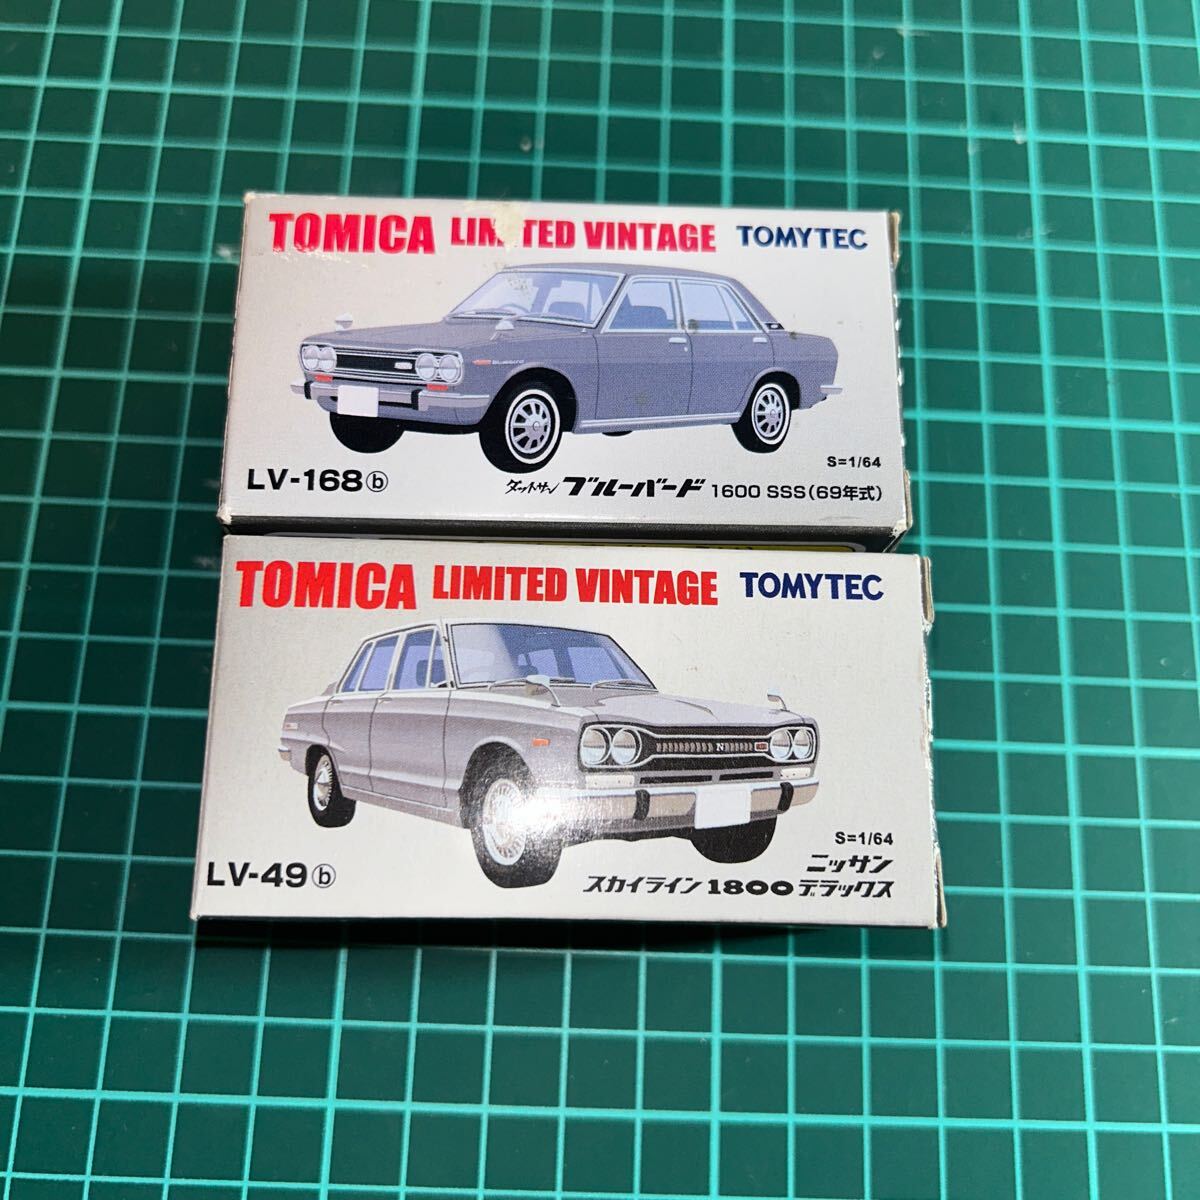 TOMICA LIMITED VINTAGE TOMYTEC
Bluebird
S=1/64
LV-168ⓑ ダットサン ブルーバード 1600 SSS(69年式)
TOMICA LIMITED VINTAGE TOMYTEC
N
S=1/64
ニッサン
LV-49ⓑ スカイライン 1800 デラックス